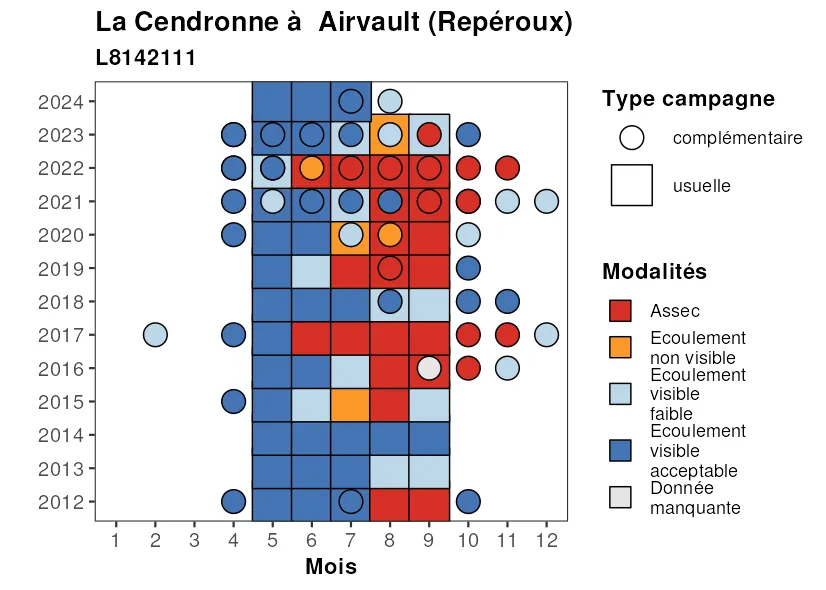 La Cendronne à  Airvault (Repéroux)
L8142111
2024
2023
2022
2021
2020
2019
2018
2017
2016
2015
2014
2013
2012
1 2 3 4 5 6 7 8 9 10 11 12
Mois
Type campagne
complémentaire
usuelle
Modalités
Assec
Ecoulement
non visible
Ecoulement
visible
faible
Ecoulement
visible
acceptable
Donnée
manquante